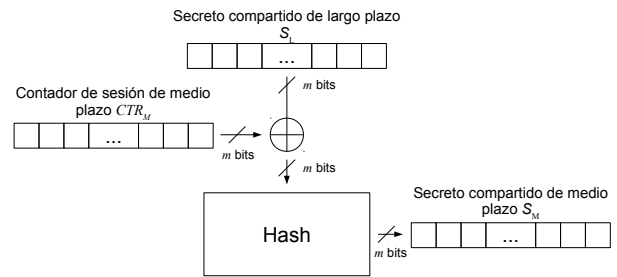 Secreto compartido de largo plazo
S_L
...
m bits
Contador de sesión de medio
plazo CTR_M
...
m bits
m bits
Hash
Secreto compartido de medio
plazo S_M
m bits
...